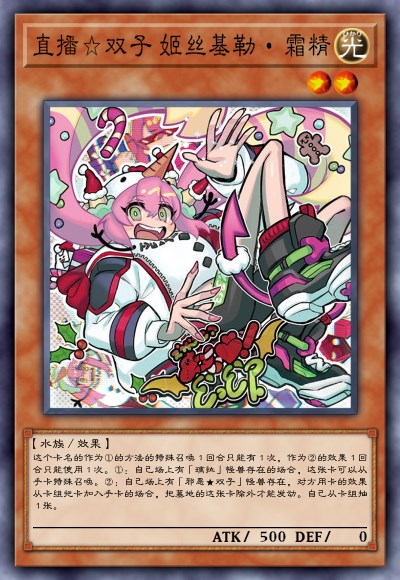 直播☆双子 姬丝基勒·霜精
光
【水族／效果】
这个卡名的作为①的方法的特殊召唤1回合只能有1次，作为②的效果1回
合只能使用1次。①：自己场上有「璃拉」怪兽存在的场合，这张卡可以从
手卡特殊召唤。②：自己场上有「邪恶★双子」怪兽存在，对方用卡的效果
从卡组把卡加入手卡的场合，把墓地的这张卡除外才能发动。自己从卡组抽
1张。
ATK/ 500 DEF/ 0